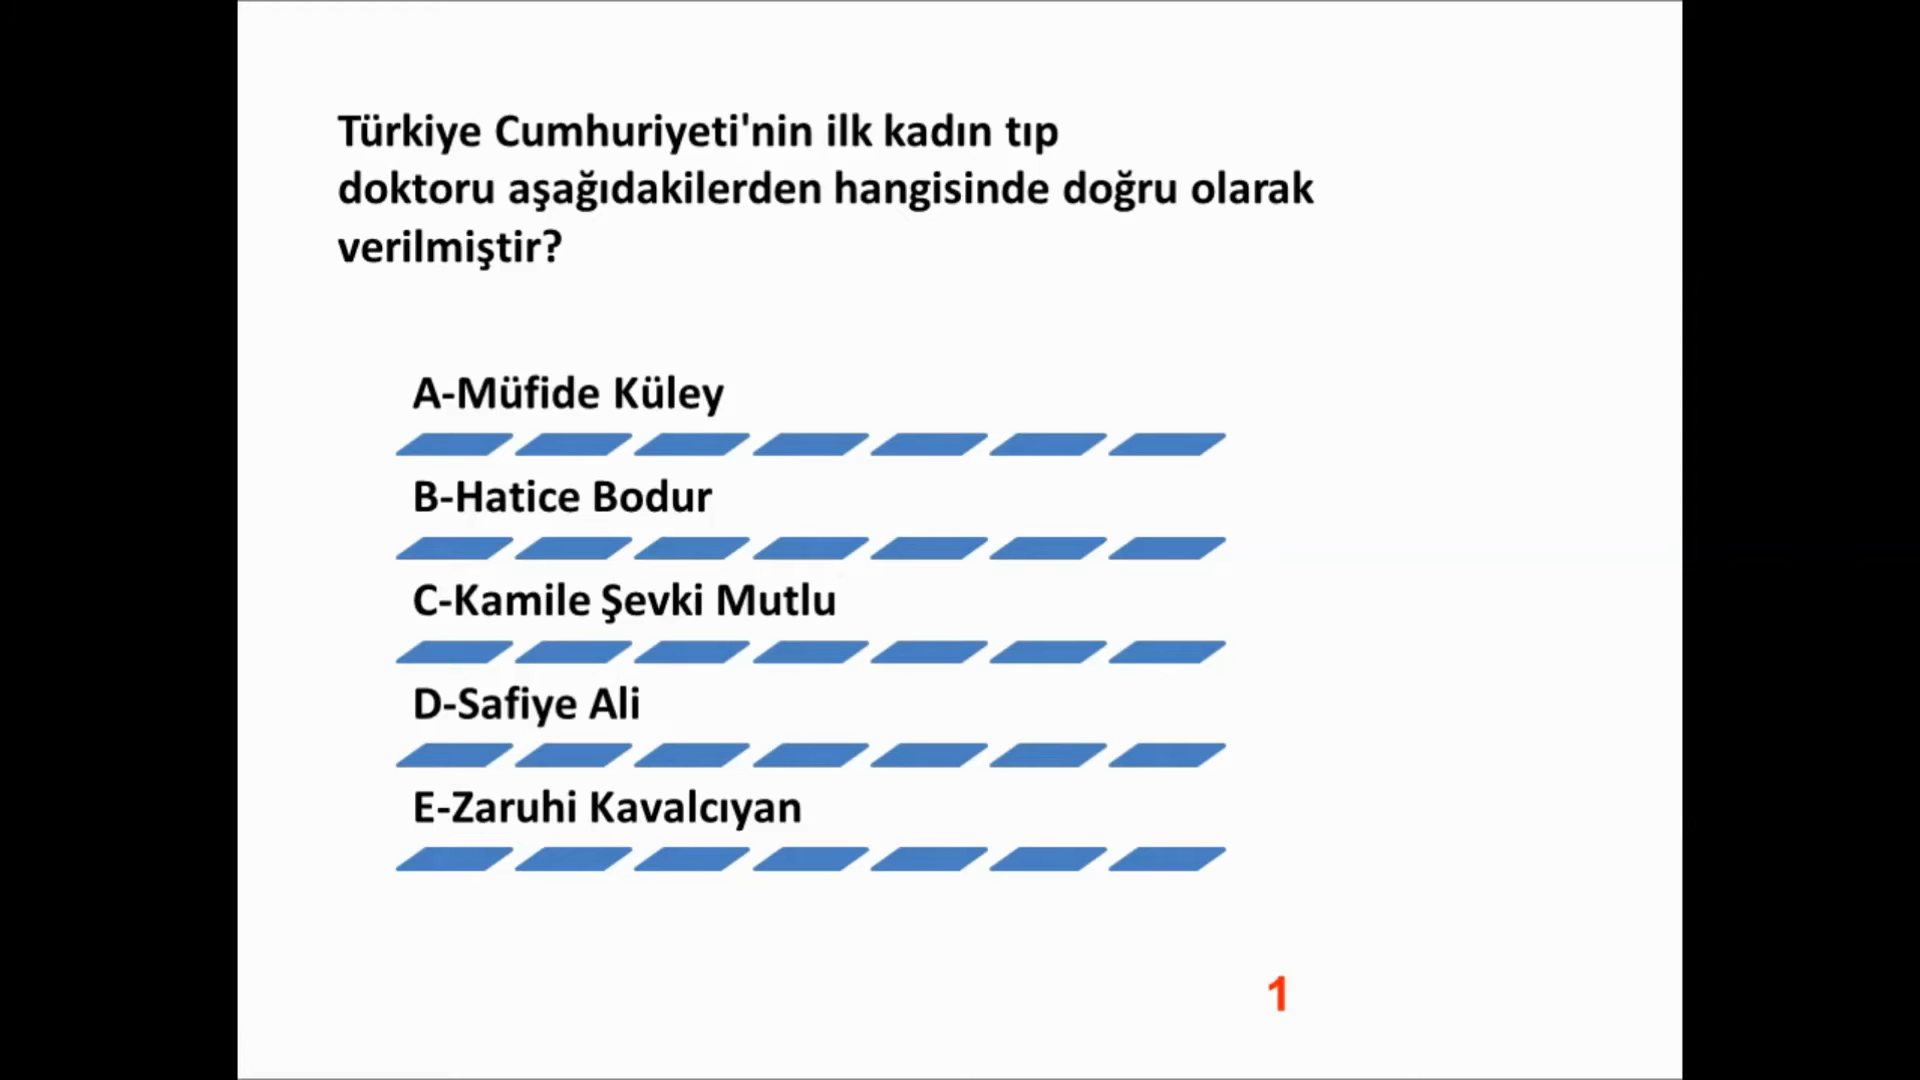 Türkiye Cumhuriyeti'nin ilk kadın tıp
doktoru aşağıdakilerden hangisinde doğru olarak
verilmiştir?
A-Müfide Küley
B-Hatice Bodur
C-Kamile Şevki Mutlu
D-Safiye Ali
E-Zaruhi Kavalcıyan
1